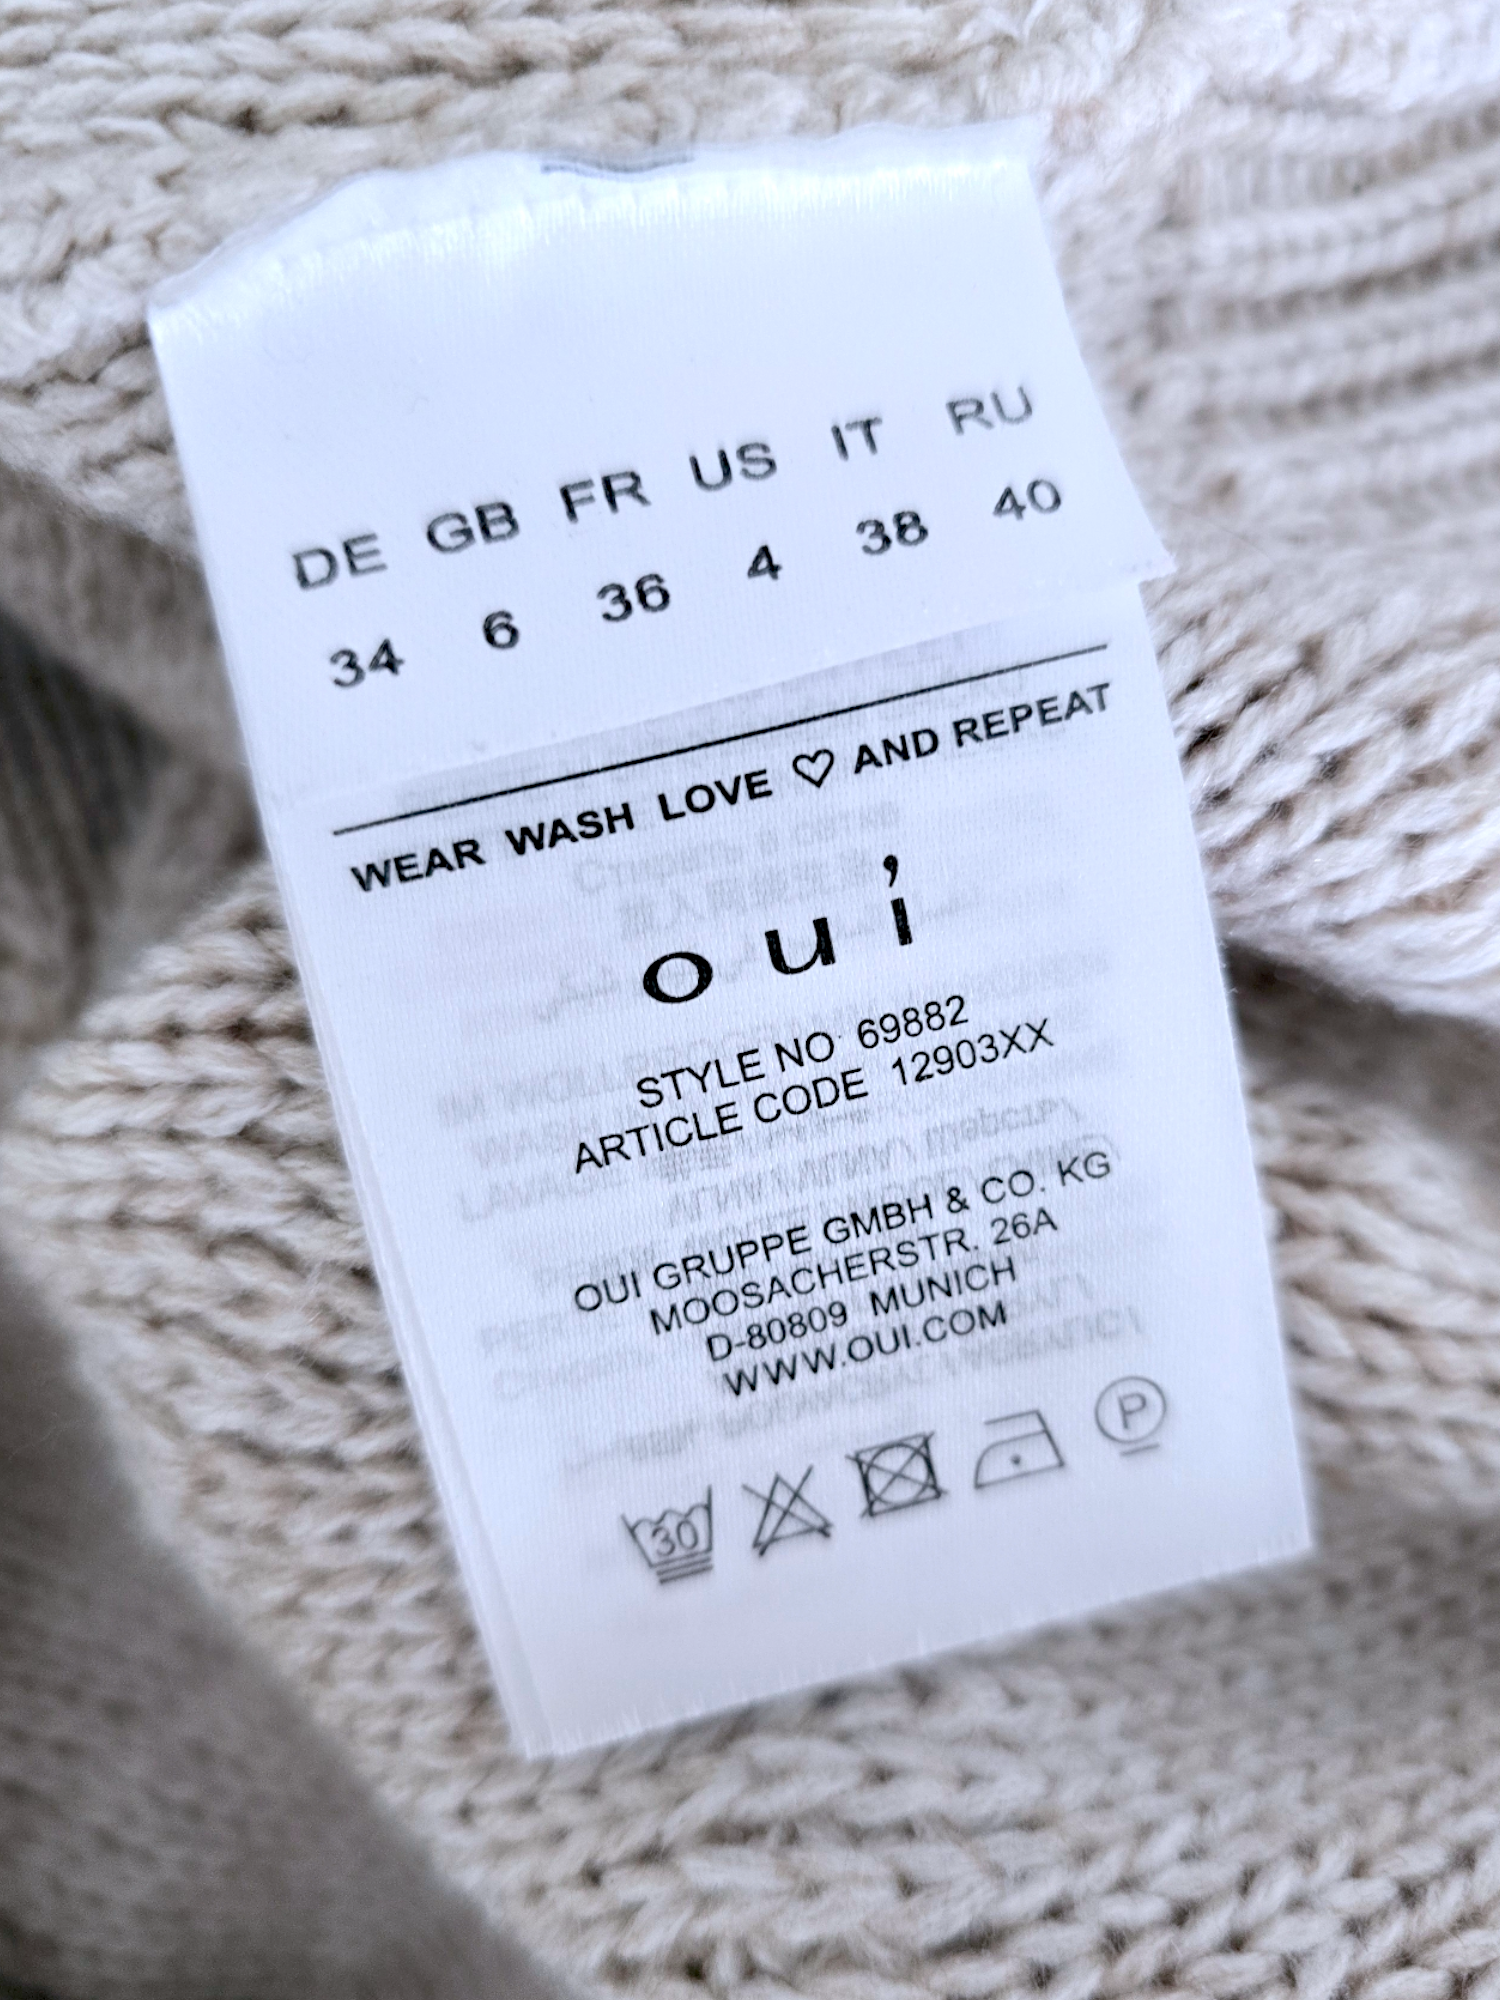 DE GB FR US IT RU
34 6 36 4 38 40
WEAR WASH LOVE ♡ AND REPEAT
ouí
STYLE NO 69882
ARTICLE CODE 12903XX
OUI GRUPPE GMBH & CO. KG
MOOSACHERSTR. 26A
D-80809 MUNICH
WWW.OUI.COM
30
P